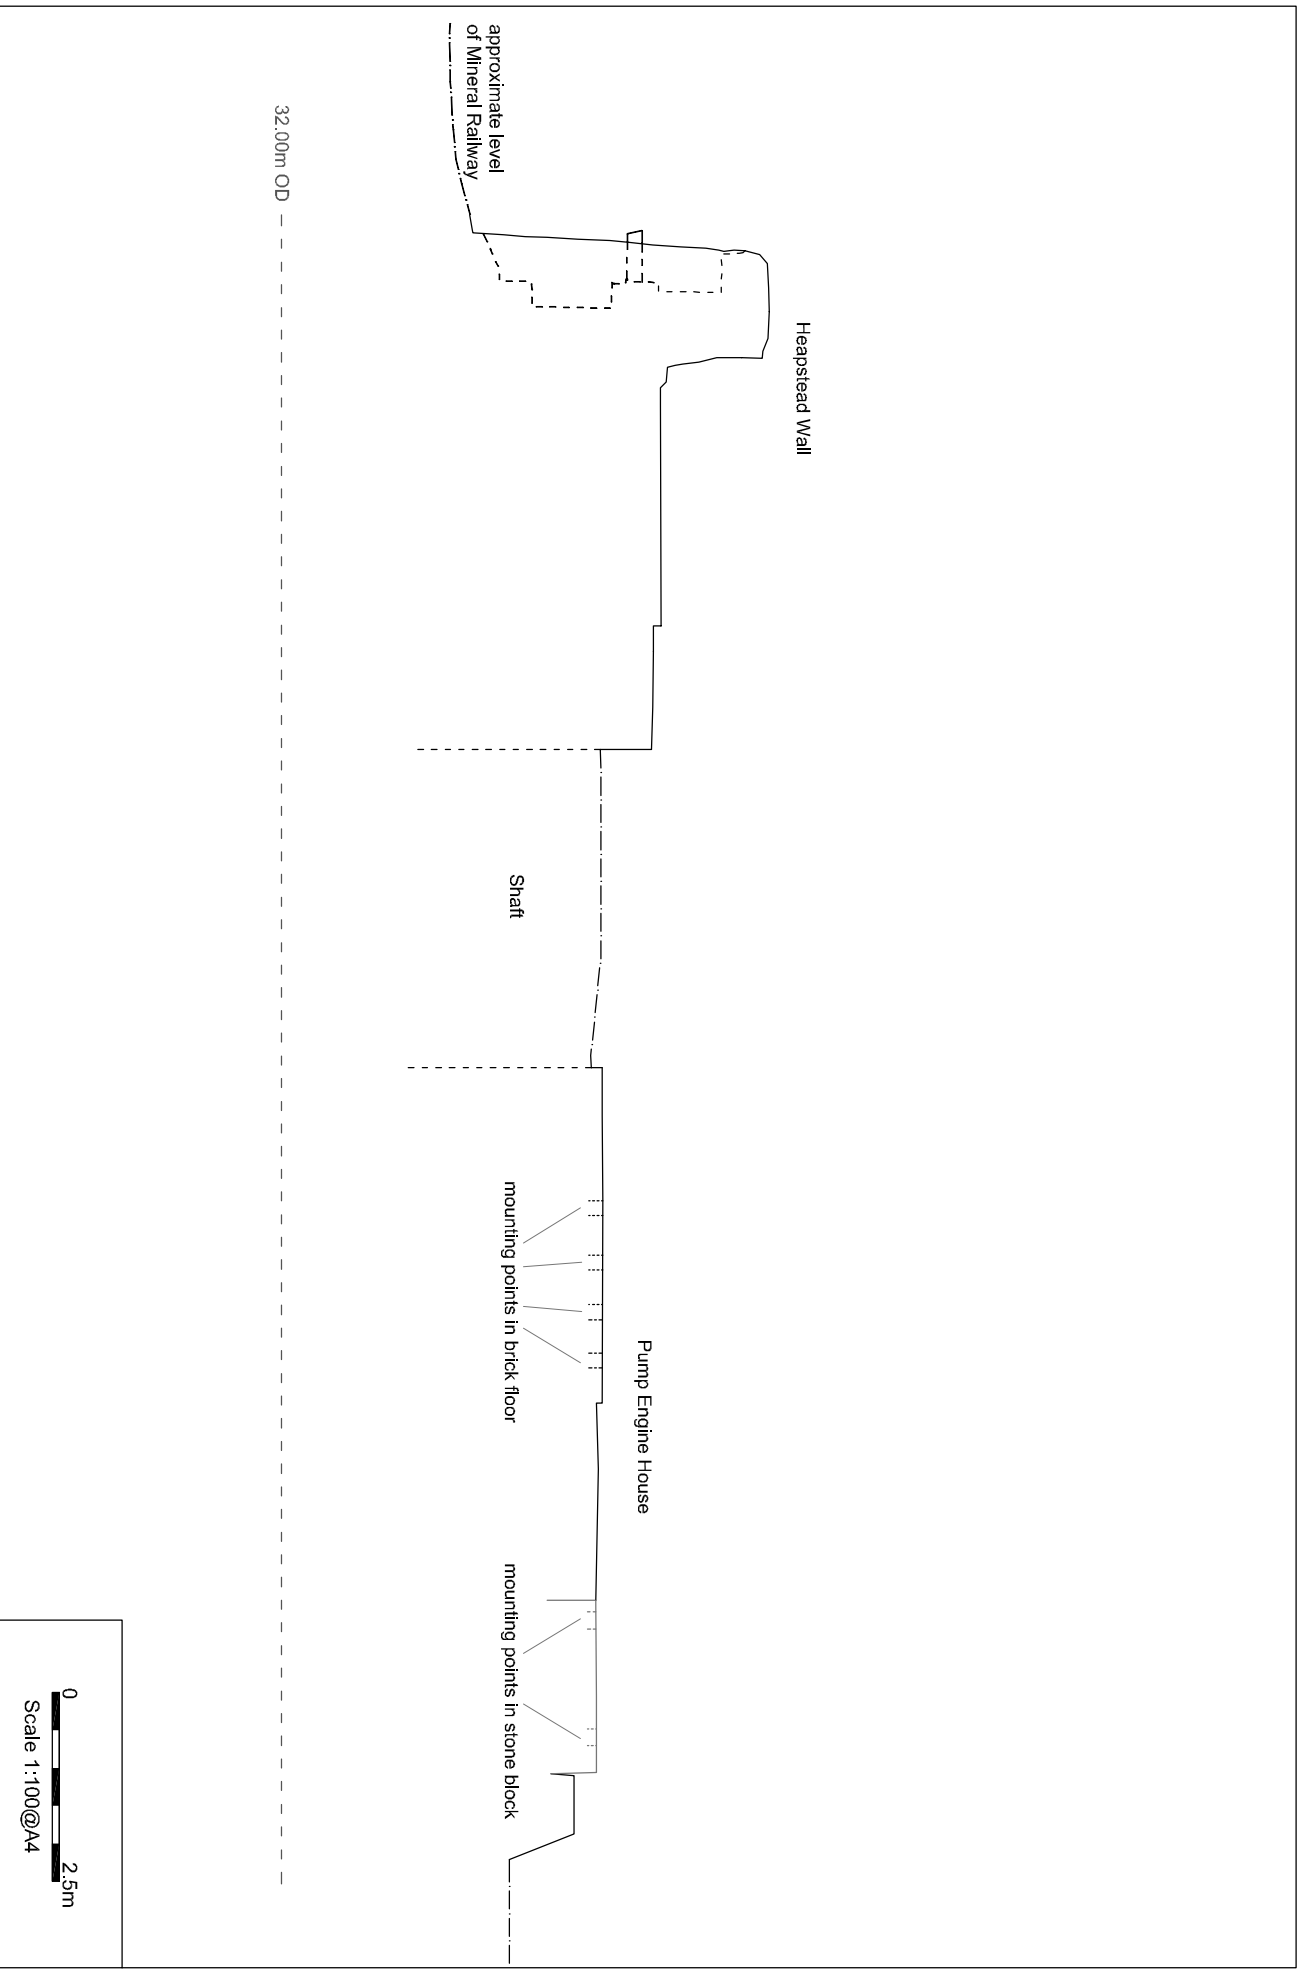 Heapstead Wall
Pump Engine House
approximate level
of Mineral Railway
Shaft
mounting points in brick floor
mounting points in stone block
32.00m OD
0
2.5m
Scale 1:100@A4